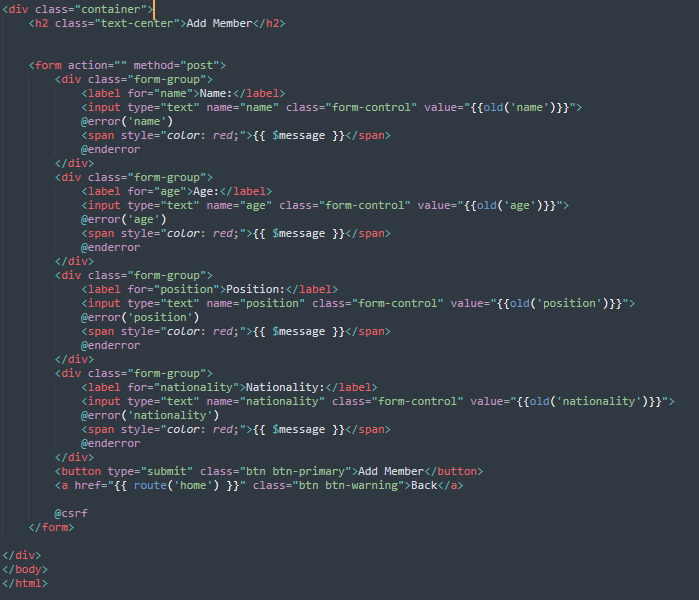 <div class="container">
<h2 class="text-center">Add Member</h2>
<form action="" method="post">
<div class="form-group">
<label for="name">Name:</label>
<input type="text" name="name" class="form-control" value="{{old('name')}}">
@error('name')
<span style="color: red;">{{ $message }}</span>
@enderror
</div>
<div class="form-group">
<label for="age">Age:</label>
<input type="text" name="age" class="form-control" value="{{old('age')}}">
@error('age')
<span style="color: red;">{{ $message }}</span>
@enderror
</div>
<div class="form-group">
<label for="position">Position:</label>
<input type="text" name="position" class="form-control" value="{{old('position')}}">
@error('position')
<span style="color: red;">{{ $message }}</span>
@enderror
</div>
<div class="form-group">
<label for="nationality">Nationality:</label>
<input type="text" name="nationality" class="form-control" value="{{old('nationality')}}">
@error('nationality')
<span style="color: red;">{{ $message }}</span>
@enderror
</div>
<button type="submit" class="btn btn-primary">Add Member</button>
<a href="{{ route('home') }}" class="btn btn-warning">Back</a>
@csrf
</form>
</div>
</body>
</html>